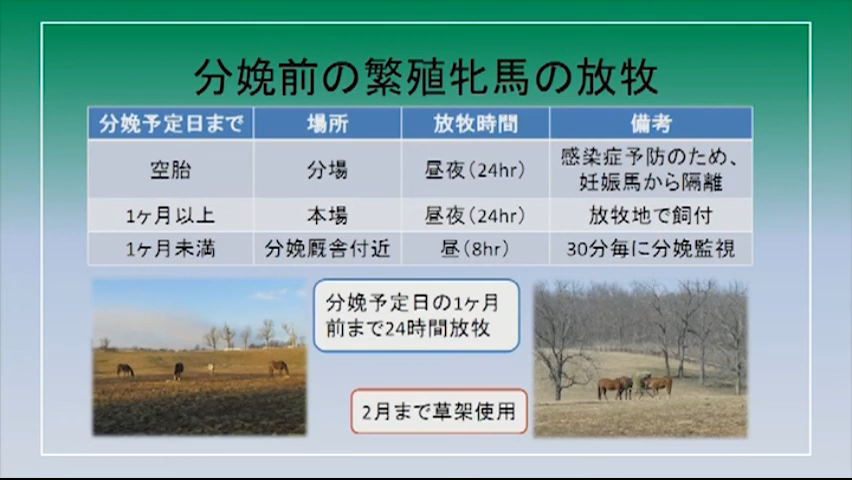 分娩前の繁殖牝馬の放牧
分娩予定日まで 場所 放牧時間 備考
空胎 分場 昼夜(24hr) 感染症予防のため、
妊娠馬から隔離
1ヶ月以上 本場 昼夜(24hr) 放牧地で飼付
1ヶ月未満 分娩厩舎付近 昼(8hr) 30分毎に分娩監視
分娩予定日の1ヶ月
前まで24時間放牧
2月まで草架使用